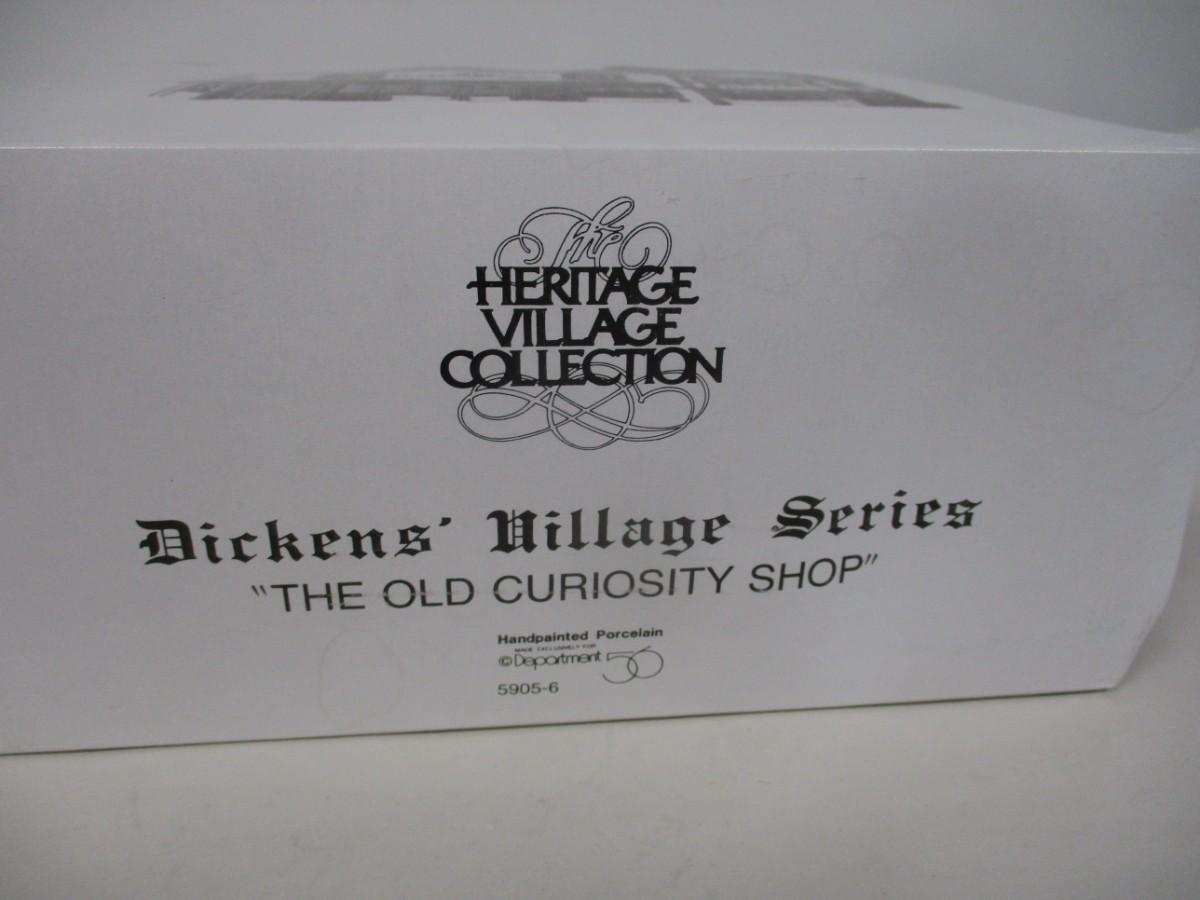 The
HERITAGE
VILLAGE
COLLECTION
Dickens' Village Series
"THE OLD CURIOSITY SHOP"
Handpainted Porcelain
MADE EXCLUSIVELY FOR
©Department 56
5905-6